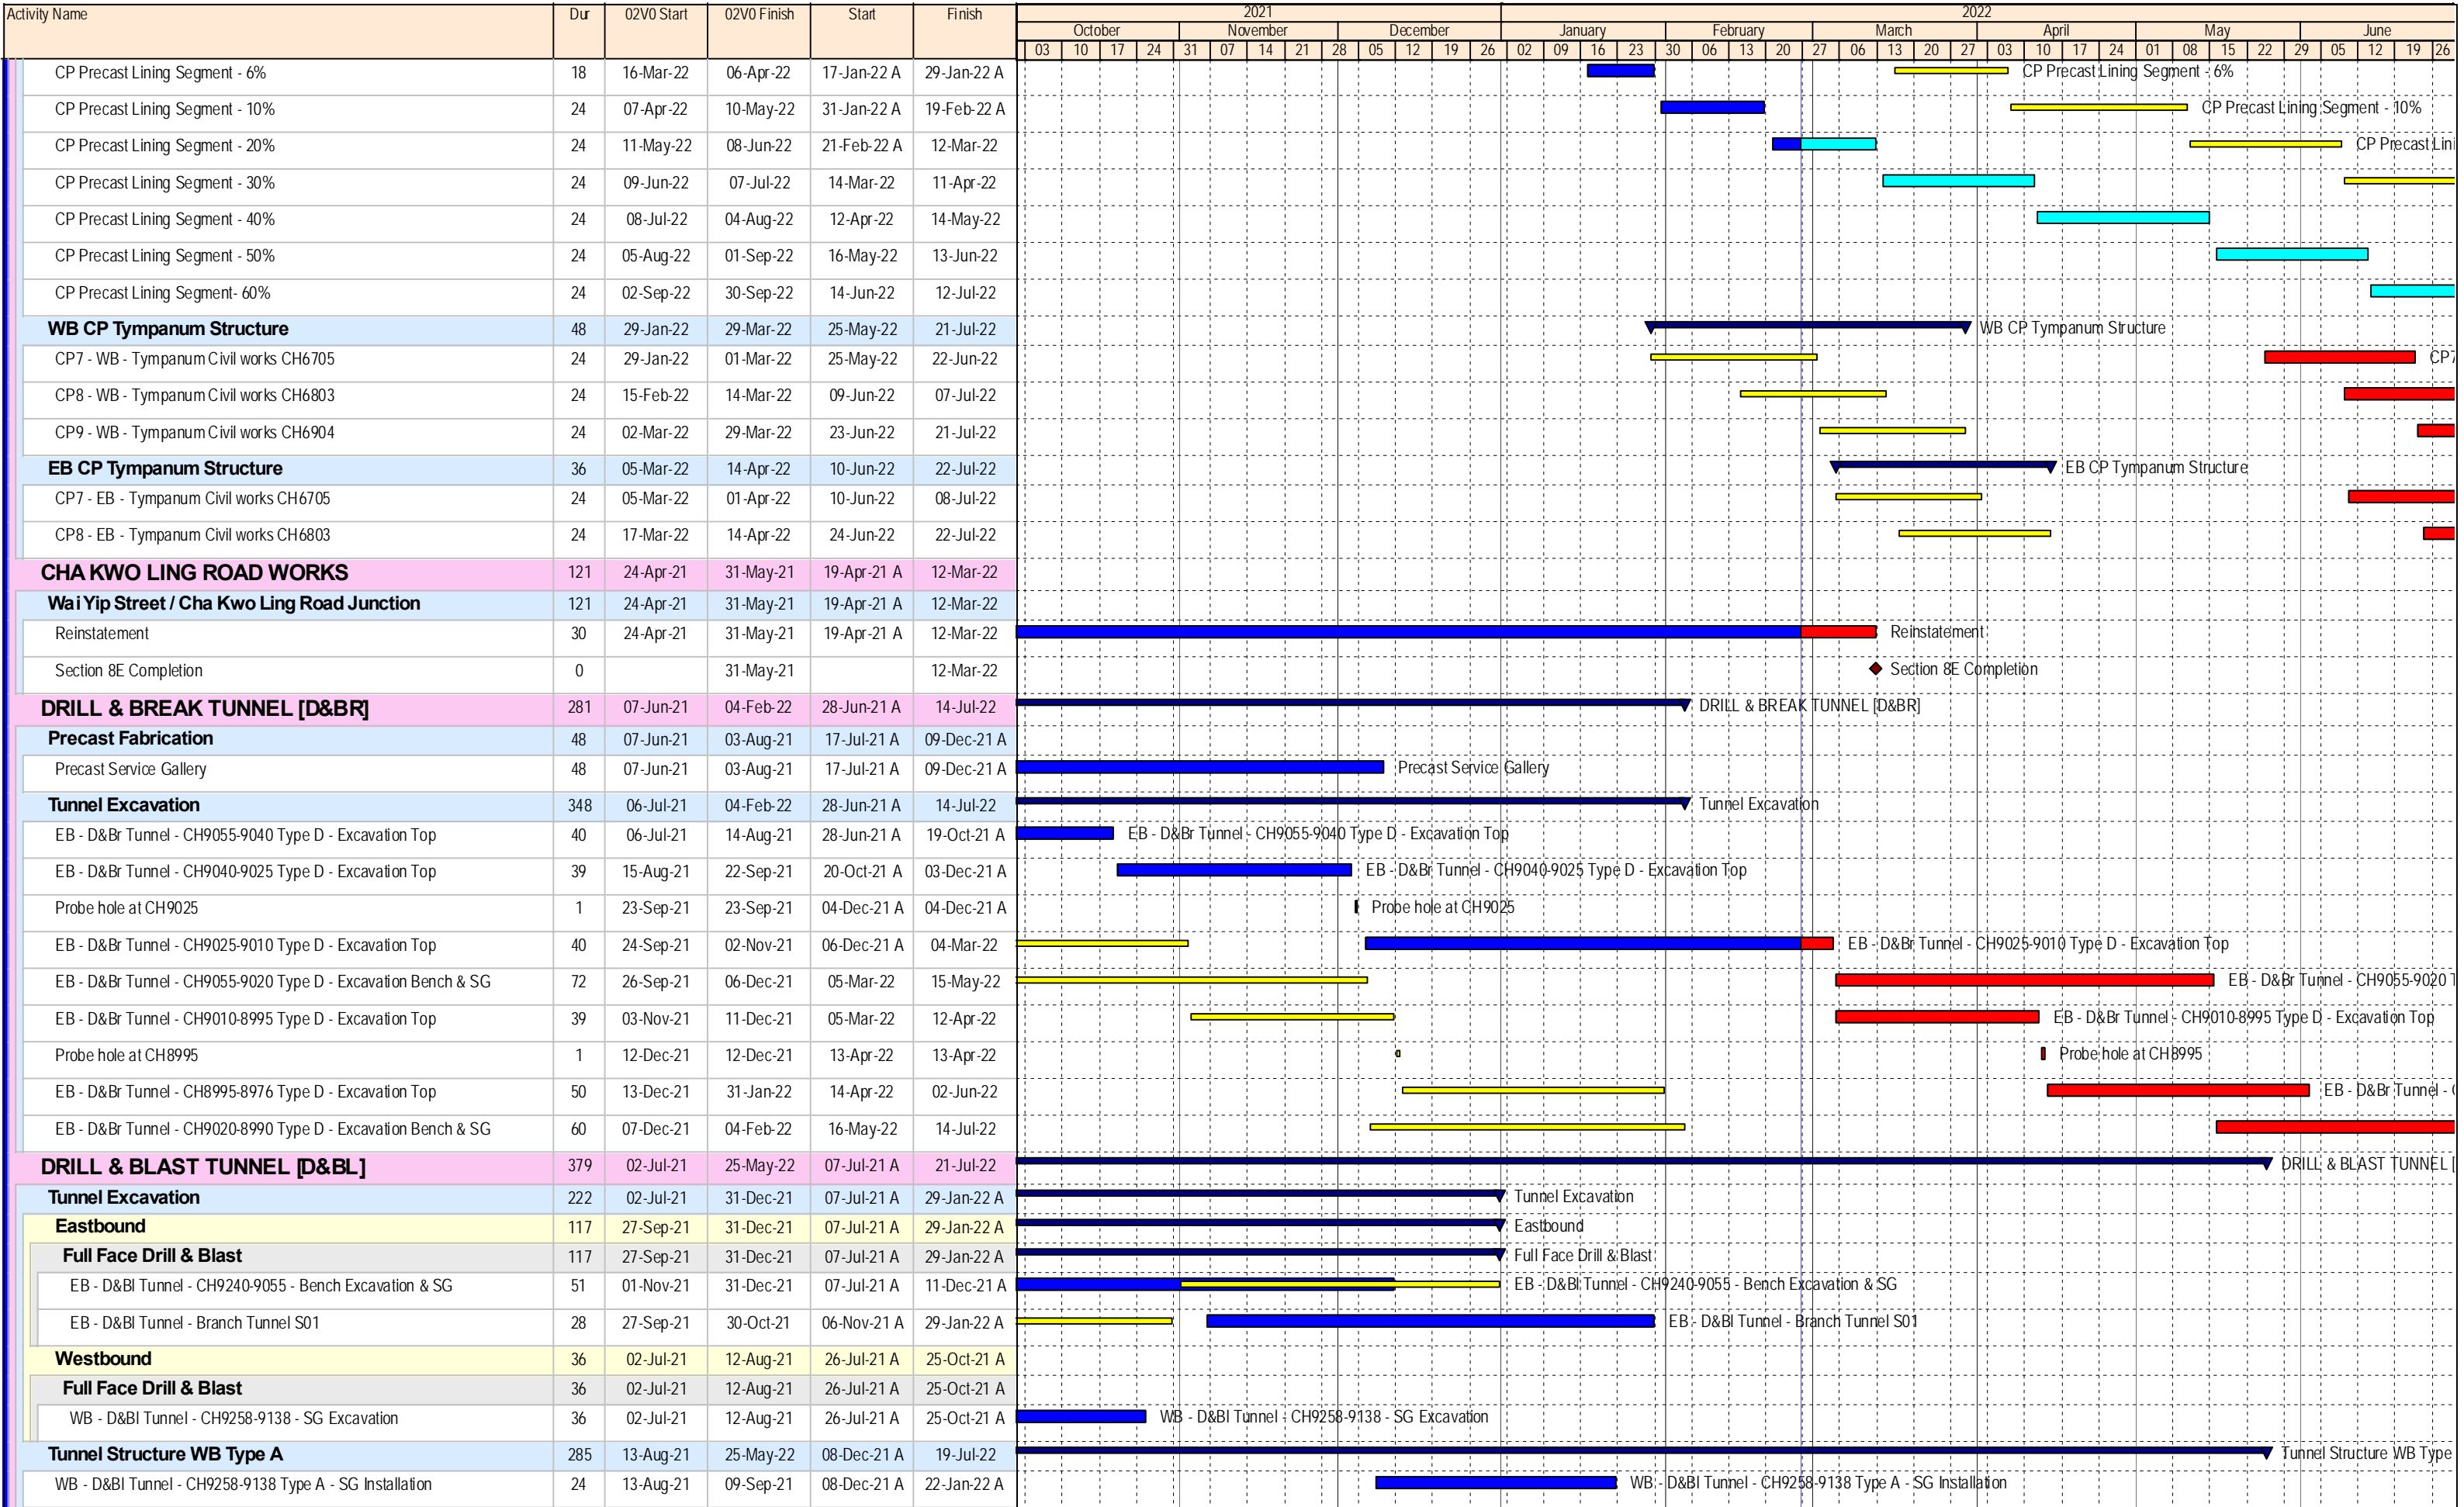 Activity Name Dur 02V0 Start 02V0 Finish Start Finish 2021 2022
October November December January February March April May June
03 10 17 24 31 07 14 21 28 05 12 19 26 02 09 16 23 30 06 13 20 27 06 13 20 27 03 10 17 24 01 08 15 22 29 05 12 19 26
CP Precast Lining Segment - 6% 18 16-Mar-22 06-Apr-22 17-Jan-22 A 29-Jan-22 A CP Precast Lining Segment - 6%
CP Precast Lining Segment - 10% 24 07-Apr-22 10-May-22 31-Jan-22 A 19-Feb-22 A CP Precast Lining Segment - 10%
CP Precast Lining Segment - 20% 24 11-May-22 08-Jun-22 21-Feb-22 A 12-Mar-22 CP Precast Lini
CP Precast Lining Segment - 30% 24 09-Jun-22 07-Jul-22 14-Mar-22 11-Apr-22
CP Precast Lining Segment - 40% 24 08-Jul-22 04-Aug-22 12-Apr-22 14-May-22
CP Precast Lining Segment - 50% 24 05-Aug-22 01-Sep-22 16-May-22 13-Jun-22
CP Precast Lining Segment- 60% 24 02-Sep-22 30-Sep-22 14-Jun-22 12-Jul-22
WB CP Tympanum Structure 48 29-Jan-22 29-Mar-22 25-May-22 21-Jul-22 WB CP Tympanum Structure
CP7 - WB - Tympanum Civil works CH6705 24 29-Jan-22 01-Mar-22 25-May-22 22-Jun-22 CP7
CP8 - WB - Tympanum Civil works CH6803 24 15-Feb-22 14-Mar-22 09-Jun-22 07-Jul-22
CP9 - WB - Tympanum Civil works CH6904 24 02-Mar-22 29-Mar-22 23-Jun-22 21-Jul-22
EB CP Tympanum Structure 36 05-Mar-22 14-Apr-22 10-Jun-22 22-Jul-22 EB CP Tympanum Structure
CP7 - EB - Tympanum Civil works CH6705 24 05-Mar-22 01-Apr-22 10-Jun-22 08-Jul-22
CP8 - EB - Tympanum Civil works CH6803 24 17-Mar-22 14-Apr-22 24-Jun-22 22-Jul-22
CHA KWO LING ROAD WORKS 121 24-Apr-21 31-May-21 19-Apr-21 A 12-Mar-22
Wai Yip Street / Cha Kwo Ling Road Junction 121 24-Apr-21 31-May-21 19-Apr-21 A 12-Mar-22
Reinstatement 30 24-Apr-21 31-May-21 19-Apr-21 A 12-Mar-22 Reinstatement
Section 8E Completion 0 31-May-21 12-Mar-22 Section 8E Completion
DRILL & BREAK TUNNEL [D&BR] 281 07-Jun-21 04-Feb-22 28-Jun-21 A 14-Jul-22 DRILL & BREAK TUNNEL [D&BR]
Precast Fabrication 48 07-Jun-21 03-Aug-21 17-Jul-21 A 09-Dec-21 A
Precast Service Gallery 48 07-Jun-21 03-Aug-21 17-Jul-21 A 09-Dec-21 A Precast Service Gallery
Tunnel Excavation 348 06-Jul-21 04-Feb-22 28-Jun-21 A 14-Jul-22 Tunnel Excavation
EB - D&Br Tunnel - CH9055-9040 Type D - Excavation Top 40 06-Jul-21 14-Aug-21 28-Jun-21 A 19-Oct-21 A EB - D&Br Tunnel - CH9055-9040 Type D - Excavation Top
EB - D&Br Tunnel - CH9040-9025 Type D - Excavation Top 39 15-Aug-21 22-Sep-21 20-Oct-21 A 03-Dec-21 A EB - D&Br Tunnel - CH9040-9025 Type D - Excavation Top
Probe hole at CH9025 1 23-Sep-21 23-Sep-21 04-Dec-21 A 04-Dec-21 A Probe hole at CH9025
EB - D&Br Tunnel - CH9025-9010 Type D - Excavation Top 40 24-Sep-21 02-Nov-21 06-Dec-21 A 04-Mar-22 EB - D&Br Tunnel - CH9025-9010 Type D - Excavation Top
EB - D&Br Tunnel - CH9055-9020 Type D - Excavation Bench & SG 72 26-Sep-21 06-Dec-21 05-Mar-22 15-May-22 EB - D&Br Tunnel - CH9055-9020 T
EB - D&Br Tunnel - CH9010-8995 Type D - Excavation Top 39 03-Nov-21 11-Dec-21 05-Mar-22 12-Apr-22 EB - D&Br Tunnel - CH9010-8995 Type D - Excavation Top
Probe hole at CH8995 1 12-Dec-21 12-Dec-21 13-Apr-22 13-Apr-22 Probe hole at CH8995
EB - D&Br Tunnel - CH8995-8976 Type D - Excavation Top 50 13-Dec-21 31-Jan-22 14-Apr-22 02-Jun-22 EB - D&Br Tunnel -
EB - D&Br Tunnel - CH9020-8990 Type D - Excavation Bench & SG 60 07-Dec-21 04-Feb-22 16-May-22 14-Jul-22
DRILL & BLAST TUNNEL [D&BL] 379 02-Jul-21 25-May-22 07-Jul-21 A 21-Jul-22 DRILL & BLAST TUNNEL [
Tunnel Excavation 222 02-Jul-21 31-Dec-21 07-Jul-21 A 29-Jan-22 A Tunnel Excavation
Eastbound 117 27-Sep-21 31-Dec-21 07-Jul-21 A 29-Jan-22 A Eastbound
Full Face Drill & Blast 117 27-Sep-21 31-Dec-21 07-Jul-21 A 29-Jan-22 A Full Face Drill & Blast
EB - D&Bl Tunnel - CH9240-9055 - Bench Excavation & SG 51 01-Nov-21 31-Dec-21 07-Jul-21 A 11-Dec-21 A EB - D&Bl Tunnel - CH9240-9055 - Bench Excavation & SG
EB - D&Bl Tunnel - Branch Tunnel S01 28 27-Sep-21 30-Oct-21 06-Nov-21 A 29-Jan-22 A EB - D&Bl Tunnel - Branch Tunnel S01
Westbound 36 02-Jul-21 12-Aug-21 26-Jul-21 A 25-Oct-21 A
Full Face Drill & Blast 36 02-Jul-21 12-Aug-21 26-Jul-21 A 25-Oct-21 A
WB - D&Bl Tunnel - CH9258-9138 - SG Excavation 36 02-Jul-21 12-Aug-21 26-Jul-21 A 25-Oct-21 A WB - D&Bl Tunnel - CH9258-9138 - SG Excavation
Tunnel Structure WB Type A 285 13-Aug-21 25-May-22 08-Dec-21 A 19-Jul-22 Tunnel Structure WB Type
WB - D&Bl Tunnel - CH9258-9138 Type A - SG Installation 24 13-Aug-21 09-Sep-21 08-Dec-21 A 22-Jan-22 A WB - D&Bl Tunnel - CH9258-9138 Type A - SG Installation